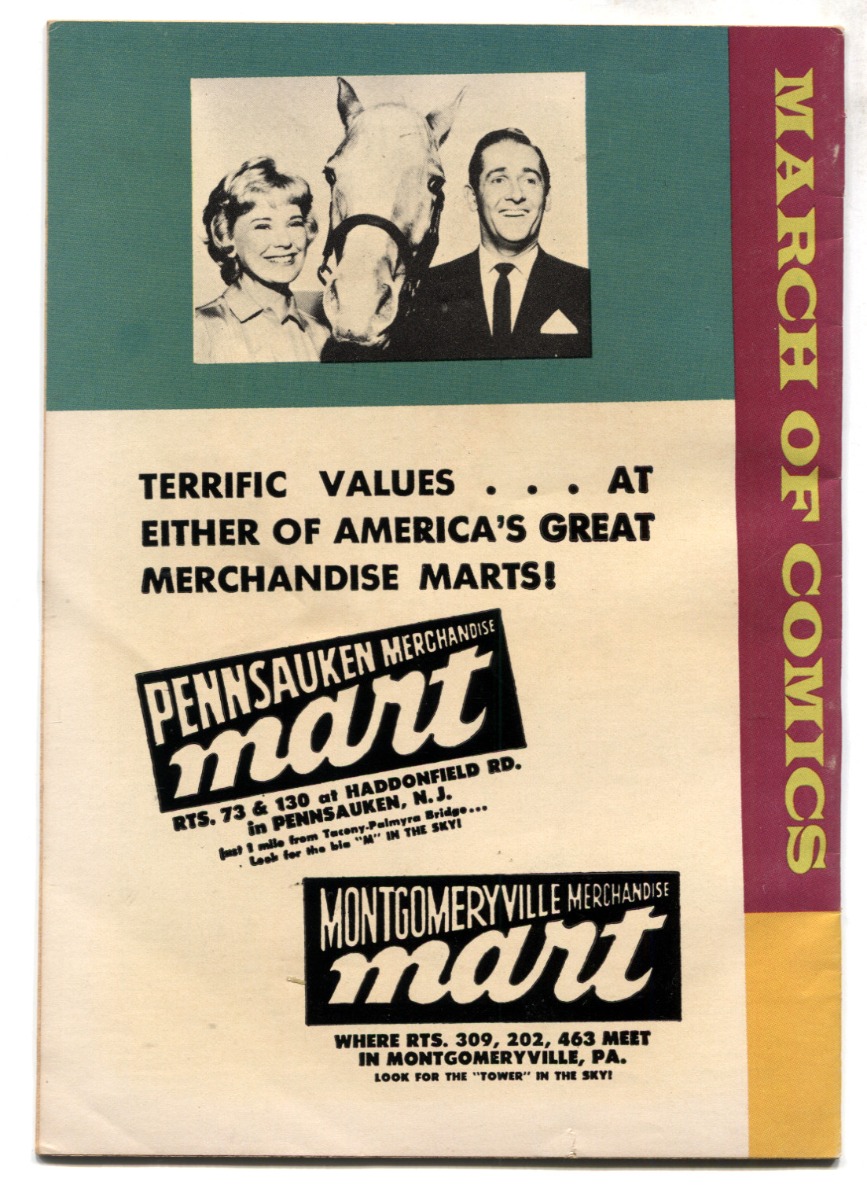 MARCH OF COMICS
TERRIFIC VALUES . . . AT
EITHER OF AMERICA'S GREAT
MERCHANDISE MARTS!
PENNSAUKEN MERCHANDISE
mart
RTS. 73 & 130 at HADDONFIELD RD.
in PENNSAUKEN, N. J.
just 1 mile from Tacony-Palmyra Bridge...
Look for the big "M" IN THE SKY!
MONTGOMERYVILLE MERCHANDISE
mart
WHERE RTS. 309, 202, 463 MEET
IN MONTGOMERYVILLE, PA.
LOOK FOR THE "TOWER" IN THE SKY!